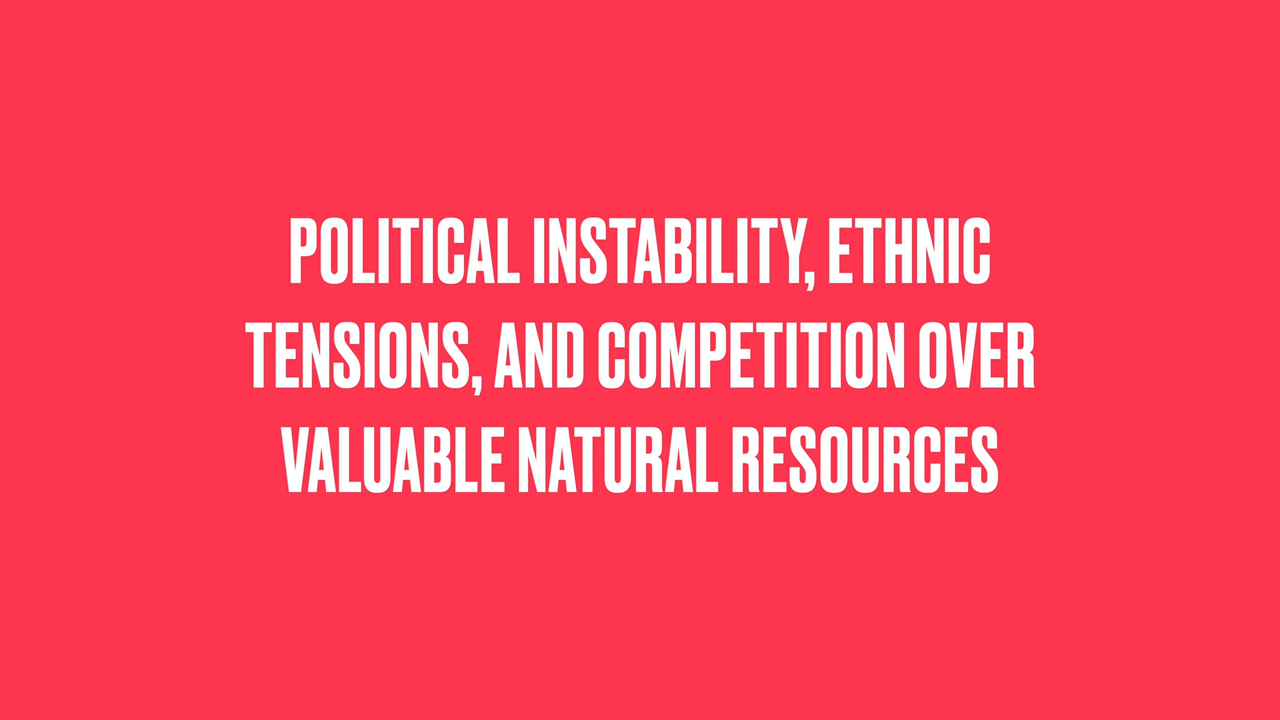 POLITICAL INSTABILITY, ETHNIC
TENSIONS, AND COMPETITION OVER
VALUABLE NATURAL RESOURCES